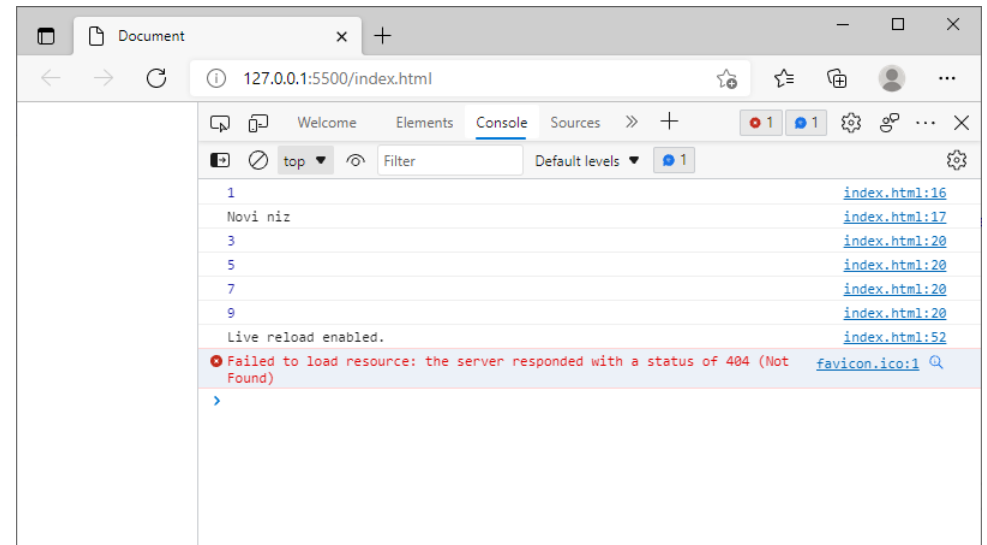 Document
127.0.0.1:5500/index.html
Welcome Elements Console Sources 1 1
top Filter Default levels 1
1 index.html:16
Novi niz index.html:17
3 index.html:20
5 index.html:20
7 index.html:20
9 index.html:20
Live reload enabled. index.html:52
Failed to load resource: the server responded with a status of 404 (Not favicon.ico:1
Found)